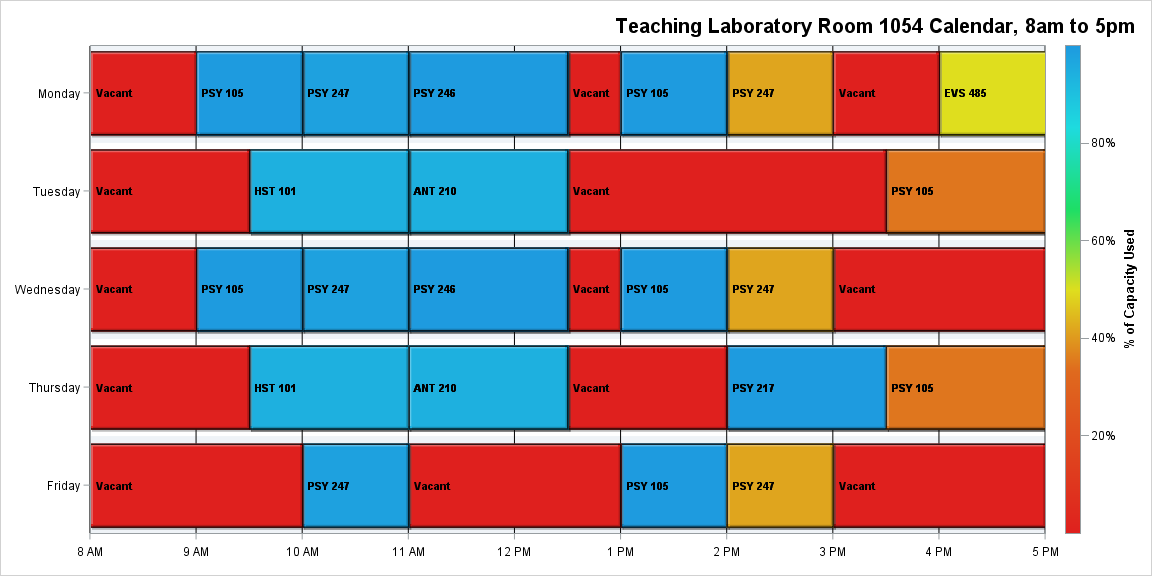 Teaching Laboratory Room 1054 Calendar, 8am to 5pm
Monday
Vacant
PSY 105
PSY 247
PSY 246
Vacant
PSY 105
PSY 247
Vacant
EVS 485
Tuesday
Vacant
HST 101
ANT 210
Vacant
PSY 105
Wednesday
Vacant
PSY 105
PSY 247
PSY 246
Vacant
PSY 105
PSY 247
Vacant
Thursday
Vacant
HST 101
ANT 210
Vacant
PSY 217
PSY 105
Friday
Vacant
PSY 247
Vacant
PSY 105
PSY 247
Vacant
8 AM
9 AM
10 AM
11 AM
12 PM
1 PM
2 PM
3 PM
4 PM
5 PM
80%
60%
40%
20%
% of Capacity Used